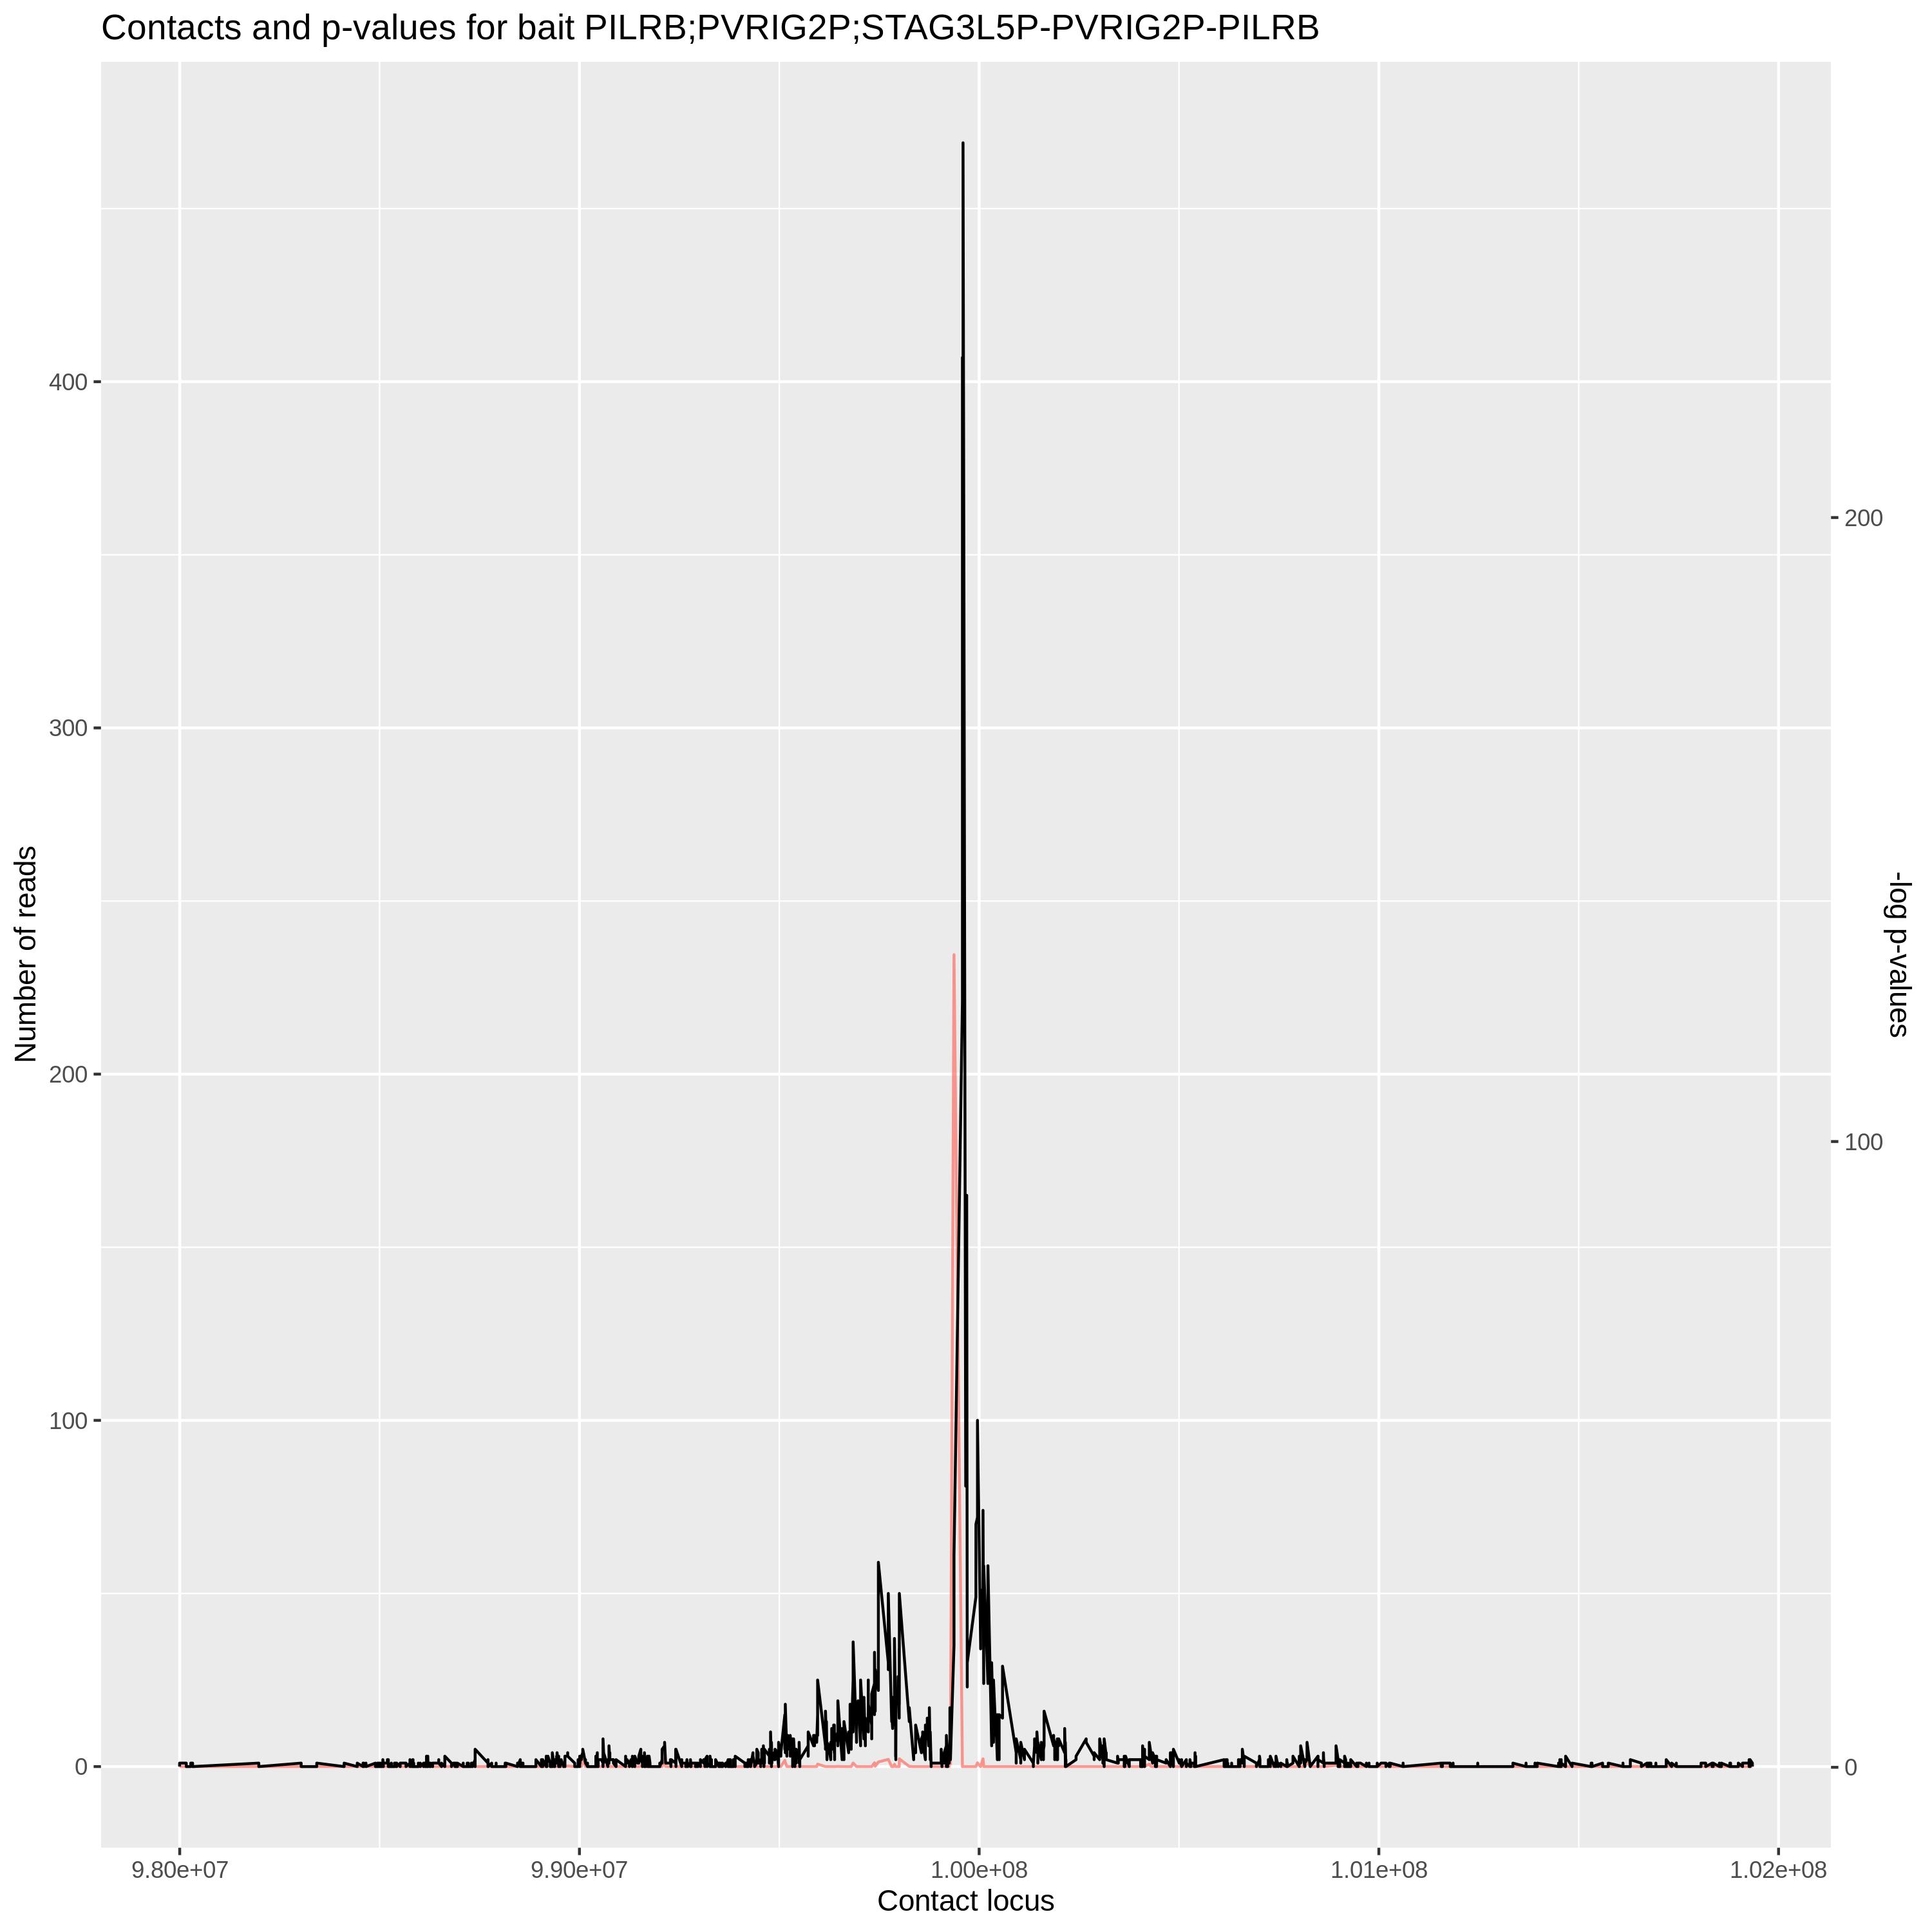 Contacts and p-values for bait PILRB;PVRIG2P;STAG3L5P-PVRIG2P-PILRB
Number of reads
400
300
200
100
0
200
100
0
-log p-values
9.80e+07
9.90e+07
1.00e+08
1.01e+08
1.02e+08
Contact locus